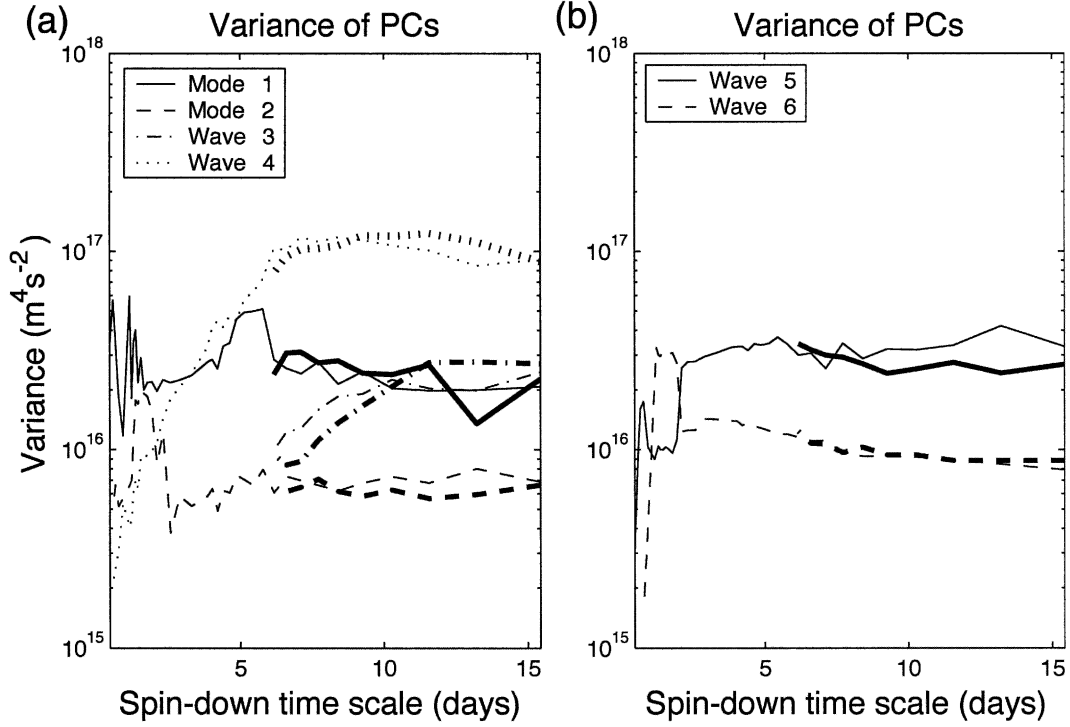 (a) Variance of PCs
Mode 1
Mode 2
Wave 3
Wave 4
10^18
10^17
10^16
10^15
5 10 15
Variance (m^4s^-2)
Spin-down time scale (days)
(b) Variance of PCs
Wave 5
Wave 6
10^18
10^17
10^16
10^15
5 10 15
Spin-down time scale (days)